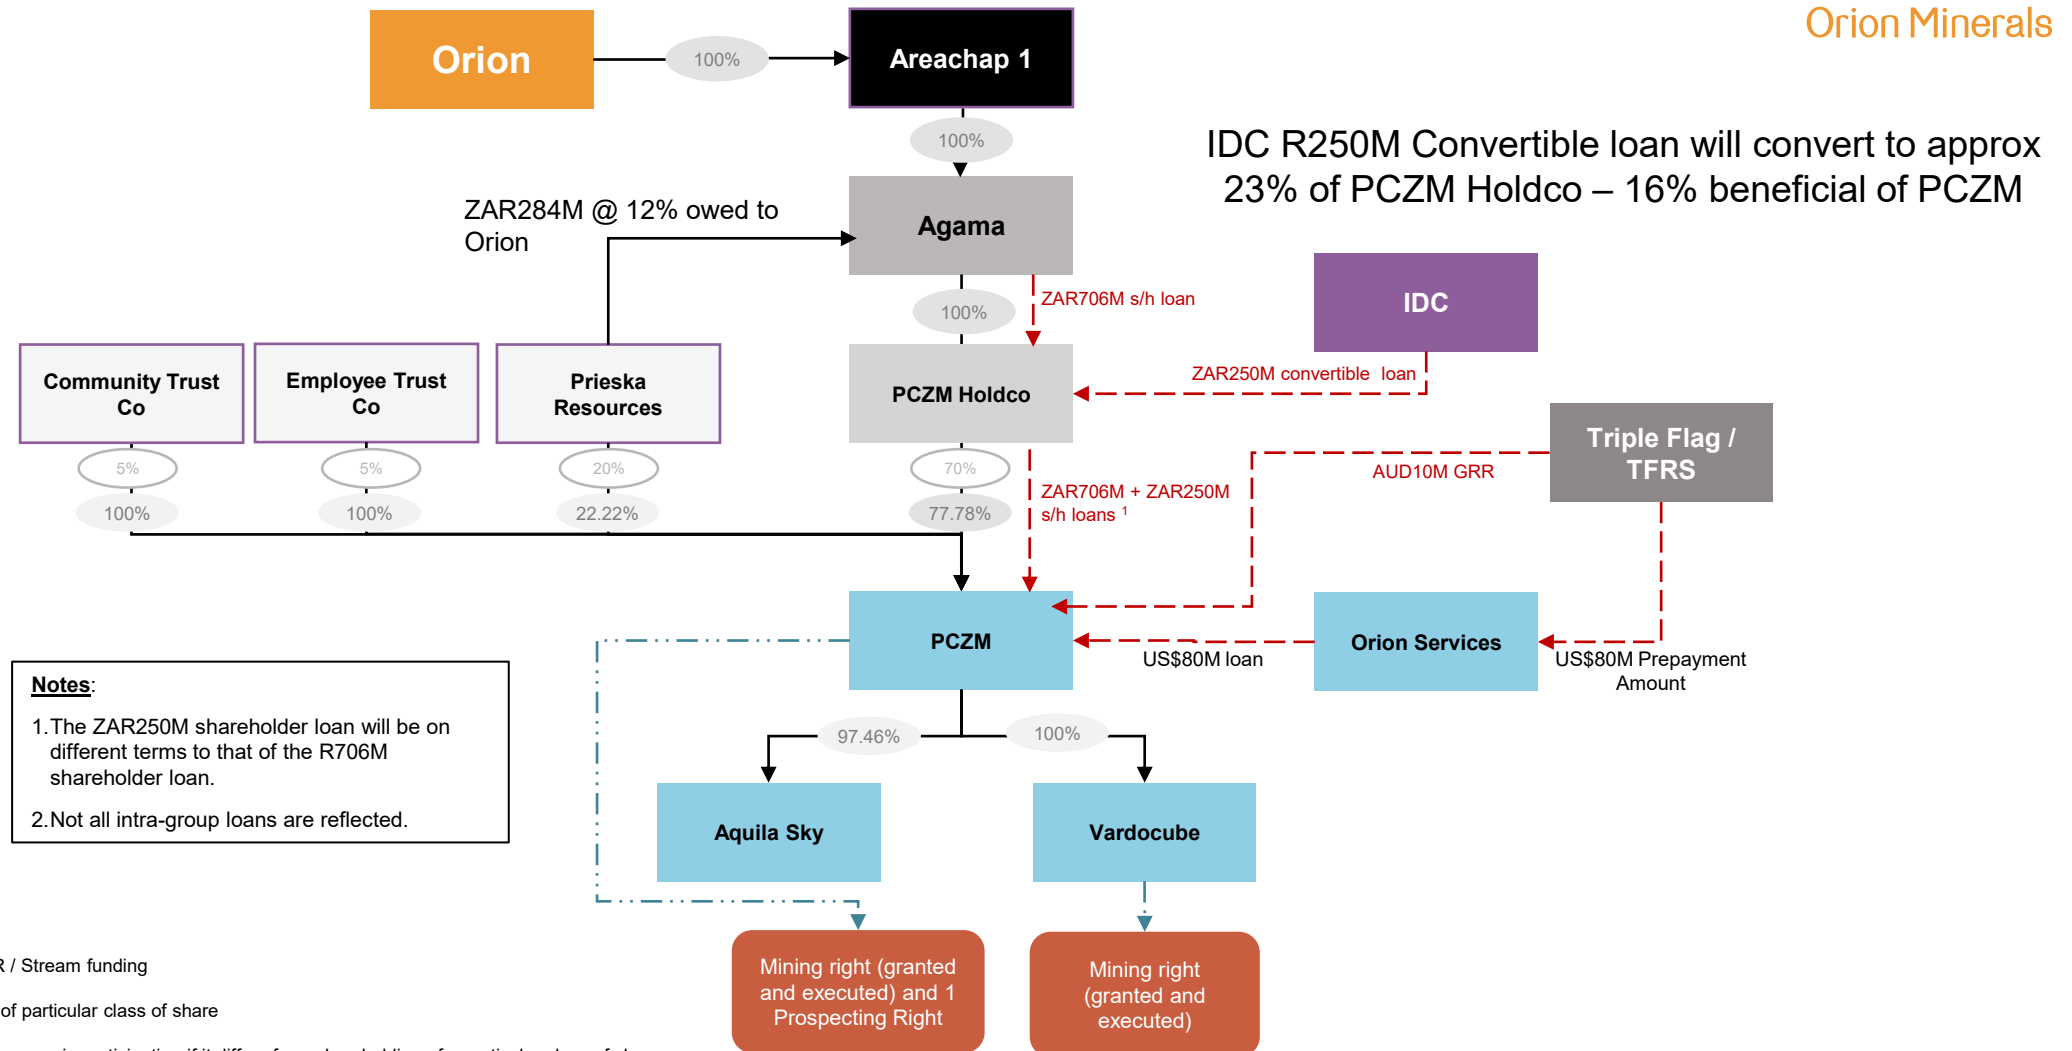 Orion Minerals
Orion
100%
Areachap 1
100%
IDC R250M Convertible loan will convert to approx
23% of PCZM Holdco – 16% beneficial of PCZM
ZAR284M @ 12% owed to
Orion
Agama
ZAR706M s/h loan
100%
IDC
Community Trust
Co
Employee Trust
Co
Prieska
Resources
PCZM Holdco
ZAR250M convertible loan
Triple Flag /
TFRS
5%
5%
20%
70%
AUD10M GRR
100%
100%
22.22%
77.78%
ZAR706M + ZAR250M
s/h loans 1
PCZM
US$80M loan
Orion Services
US$80M Prepayment
Amount
Notes:
1.The ZAR250M shareholder loan will be on
different terms to that of the R706M
shareholder loan.
2.Not all intra-group loans are reflected.
97.46%
100%
Aquila Sky
Vardocube
Mining right (granted
and executed) and 1
Prospecting Right
Mining right
(granted and
executed)
/ Stream funding
of particular class of share